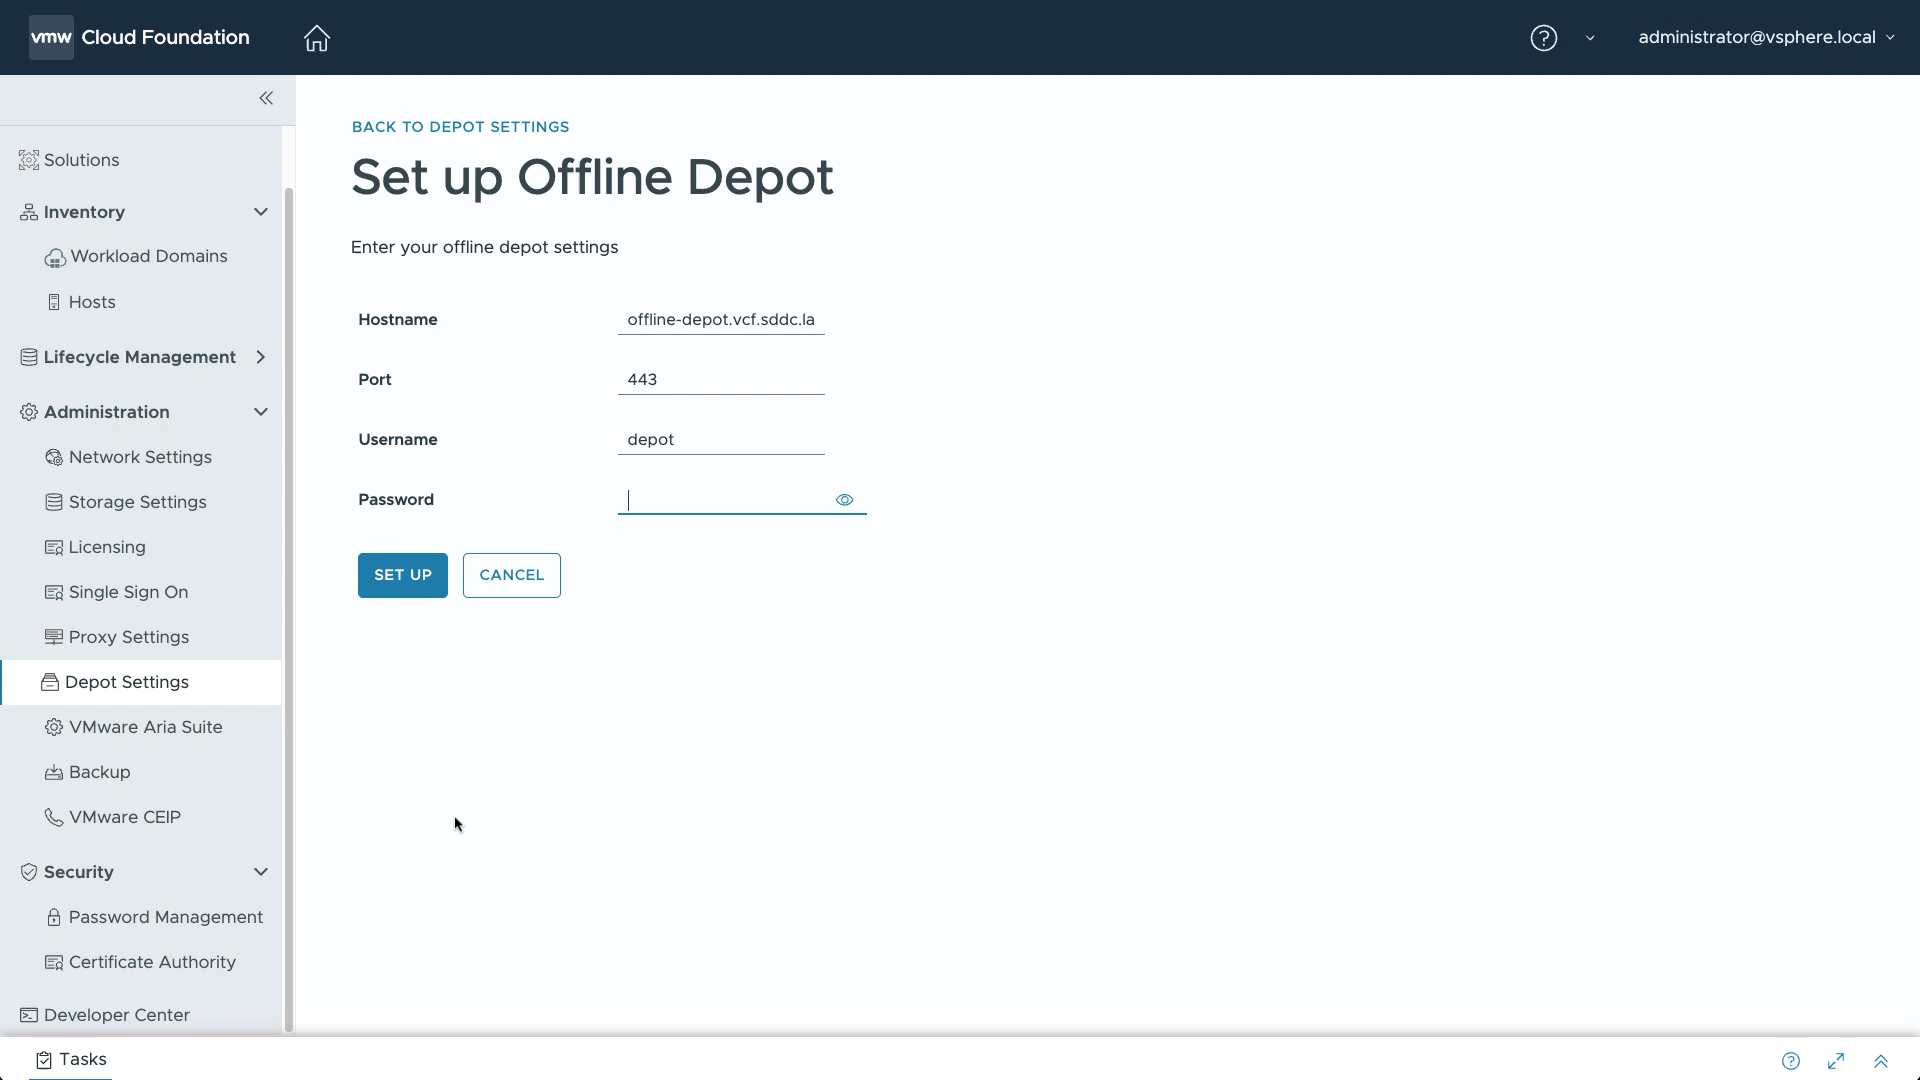 vmw Cloud Foundation
administrator@vsphere.local
Solutions
Inventory
Workload Domains
Hosts
Lifecycle Management
Administration
Network Settings
Storage Settings
Licensing
Single Sign On
Proxy Settings
Depot Settings
VMware Aria Suite
Backup
VMware CEIP
Security
Password Management
Certificate Authority
Developer Center
BACK TO DEPOT SETTINGS
Set up Offline Depot
Enter your offline depot settings
Hostname offline-depot.vcf.sddc.la
Port 443
Username depot
Password
SET UP CANCEL
Tasks